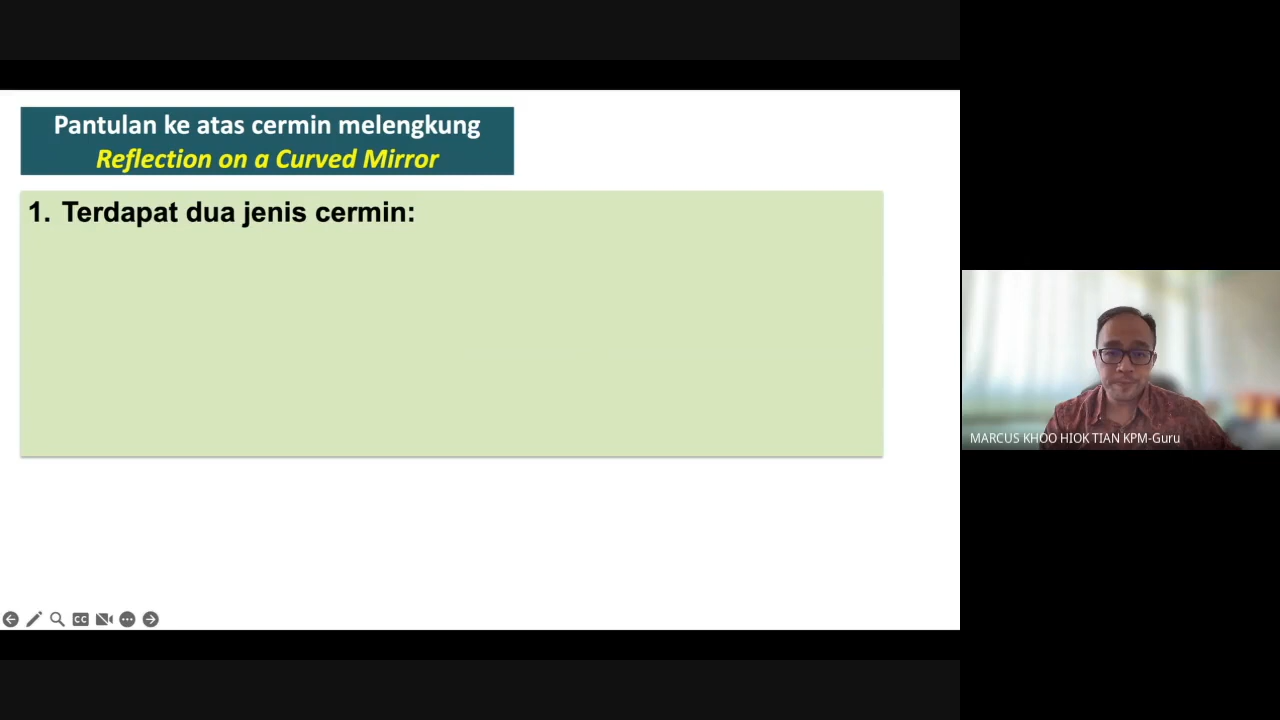 Pantulan ke atas cermin melengkung
Reflection on a Curved Mirror
1. Terdapat dua jenis cermin:
CC
MARCUS KHOO HIOK TIAN KPM-Guru